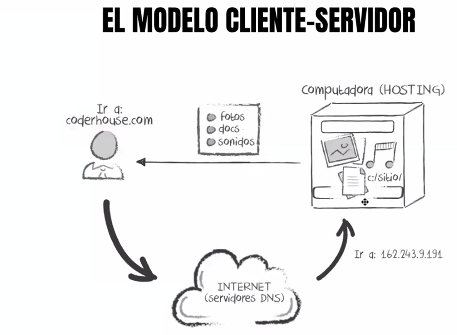 EL MODELO CLIENTE-SERVIDOR
Computadora (HOSTING)
Ir a:
coderhouse.com
fotos
docs
sonidos
c:/sitio/
Ir a: 162.243.9.191
INTERNET
(servidores DNS)